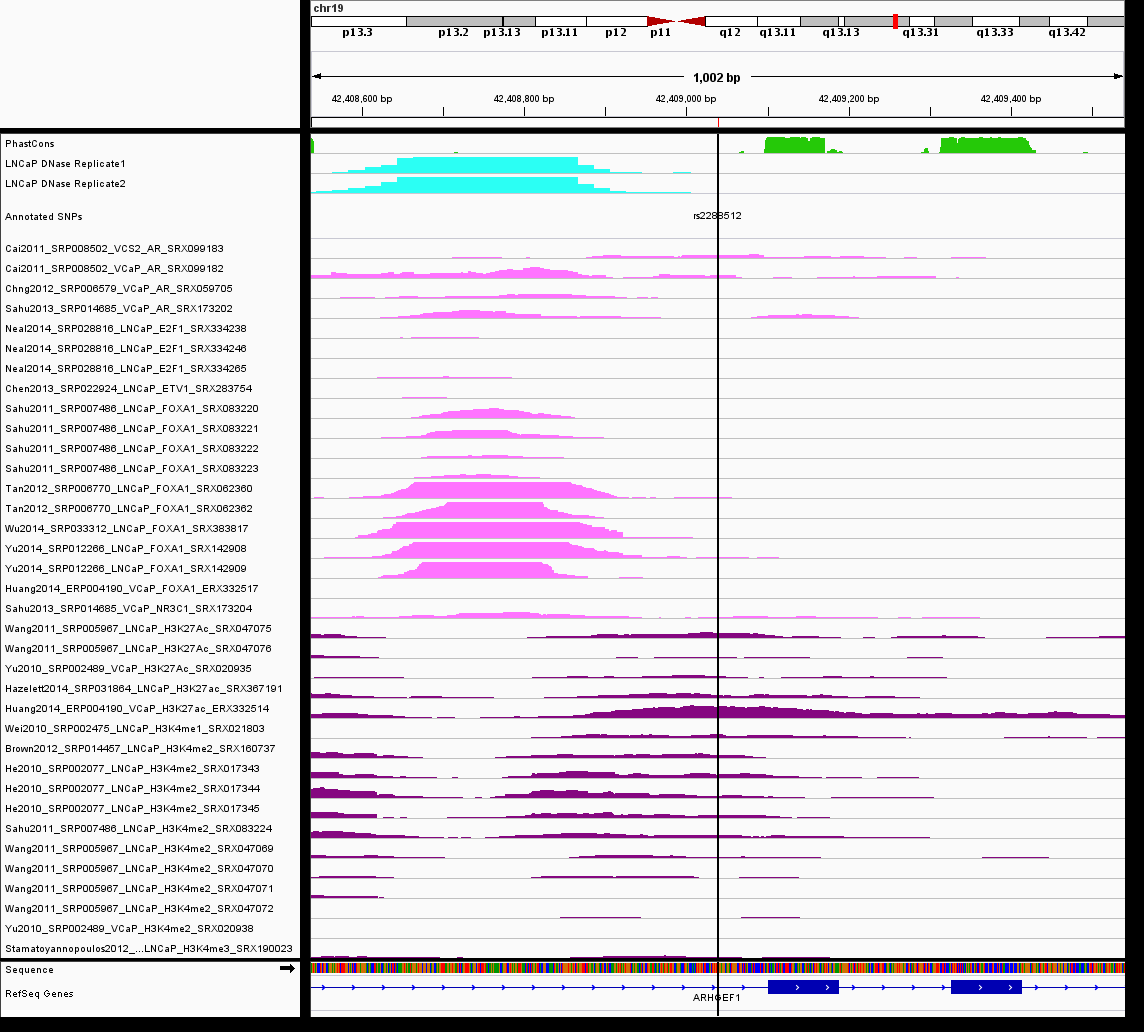 chr19
p13.3 p13.2 p13.13 p13.11 p12 p11 q12 q13.11 q13.13 q13.31 q13.33 q13.42
1,002 bp
42,408,600 bp 42,408,800 bp 42,409,000 bp 42,409,200 bp 42,409,400 bp
PhastCons
LNCaP DNase Replicate1
LNCaP DNase Replicate2
Annotated SNPs rs2288512
Cai2011_SRP008502_VCS2_AR_SRX099183
Cai2011_SRP008502_VCaP_AR_SRX099182
Chng2012_SRP006579_VCaP_AR_SRX059705
Sahu2013_SRP014685_VCaP_AR_SRX173202
Neal2014_SRP028816_LNCaP_E2F1_SRX334238
Neal2014_SRP028816_LNCaP_E2F1_SRX334246
Neal2014_SRP028816_LNCaP_E2F1_SRX334265
Chen2013_SRP022924_LNCaP_ETV1_SRX283754
Sahu2011_SRP007486_LNCaP_FOXA1_SRX083220
Sahu2011_SRP007486_LNCaP_FOXA1_SRX083221
Sahu2011_SRP007486_LNCaP_FOXA1_SRX083222
Sahu2011_SRP007486_LNCaP_FOXA1_SRX083223
Tan2012_SRP006770_LNCaP_FOXA1_SRX062360
Tan2012_SRP006770_LNCaP_FOXA1_SRX062362
Wu2014_SRP033312_LNCaP_FOXA1_SRX383817
Yu2014_SRP012266_LNCaP_FOXA1_SRX142908
Yu2014_SRP012266_LNCaP_FOXA1_SRX142909
Huang2014_ERP004190_VCaP_FOXA1_ERX332517
Sahu2013_SRP014685_VCaP_NR3C1_SRX173204
Wang2011_SRP005967_LNCaP_H3K27Ac_SRX047075
Wang2011_SRP005967_LNCaP_H3K27Ac_SRX047076
Yu2010_SRP002489_VCaP_H3K27Ac_SRX020935
Hazelett2014_SRP031864_LNCaP_H3K27ac_SRX367191
Huang2014_ERP004190_VCaP_H3K27ac_ERX332514
Wei2010_SRP002475_LNCaP_H3K4me1_SRX021803
Brown2012_SRP014457_LNCaP_H3K4me2_SRX160737
He2010_SRP002077_LNCaP_H3K4me2_SRX017343
He2010_SRP002077_LNCaP_H3K4me2_SRX017344
He2010_SRP002077_LNCaP_H3K4me2_SRX017345
Sahu2011_SRP007486_LNCaP_H3K4me2_SRX083224
Wang2011_SRP005967_LNCaP_H3K4me2_SRX047069
Wang2011_SRP005967_LNCaP_H3K4me2_SRX047070
Wang2011_SRP005967_LNCaP_H3K4me2_SRX047071
Wang2011_SRP005967_LNCaP_H3K4me2_SRX047072
Yu2010_SRP002489_VCaP_H3K4me2_SRX020938
Stamatoyannopoulos2012_...LNCaP_H3K4me3_SRX190023
Sequence
RefSeq Genes
ARHGEF1